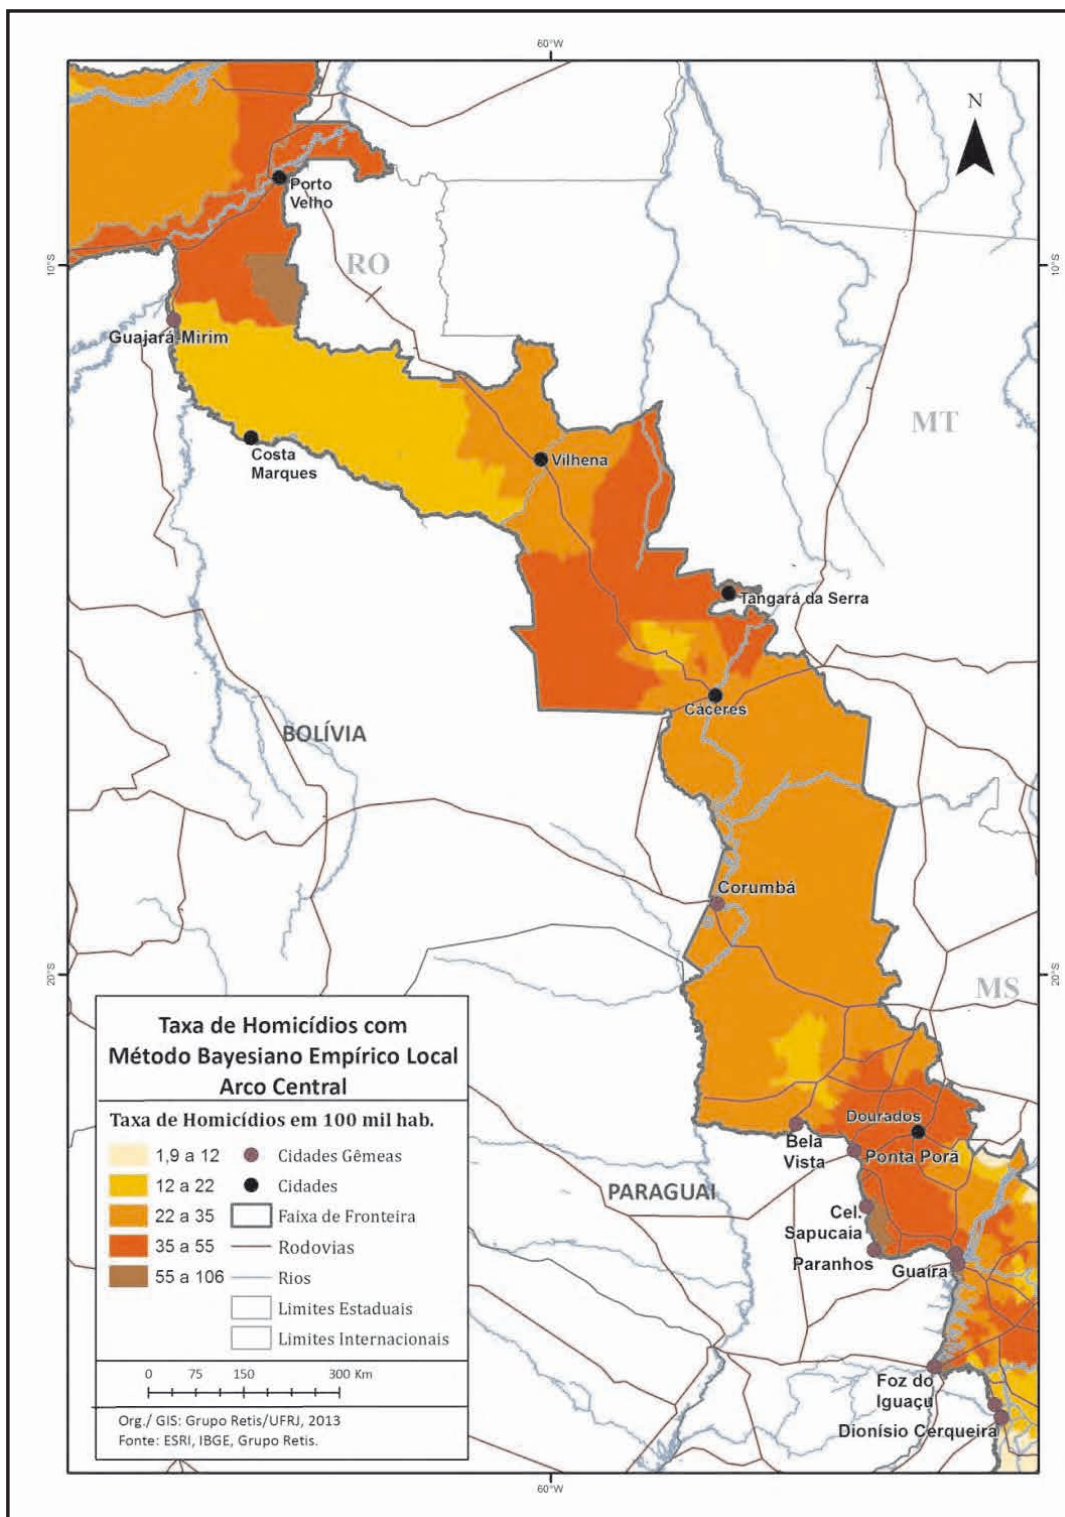 60°W
N
Porto
Velho
RO
10°S
10°S
Guajará-Mirim
MT
Costa
Marques
Vilhena
Tangará da Serra
Cáceres
BOLÍVIA
Corumbá
20°S
20°S
MS
Taxa de Homicídios com
Método Bayesiano Empírico Local
Arco Central
Taxa de Homicídios em 100 mil hab.
1,9 a 12
12 a 22
22 a 35
35 a 55
55 a 106
Cidades Gêmeas
Cidades
Faixa de Fronteira
Rodovias
Rios
Limites Estaduais
Limites Internacionais
0 75 150 300 Km
Org./ GIS: Grupo Retis/UFRJ, 2013
Fonte: ESRI, IBGE, Grupo Retis.
Dourados
Bela
Vista
Ponta Porã
PARAGUAI
Cel.
Sapucaia
Paranhos
Guaíra
Foz do
Iguaçu
Dionísio Cerqueira
60°W